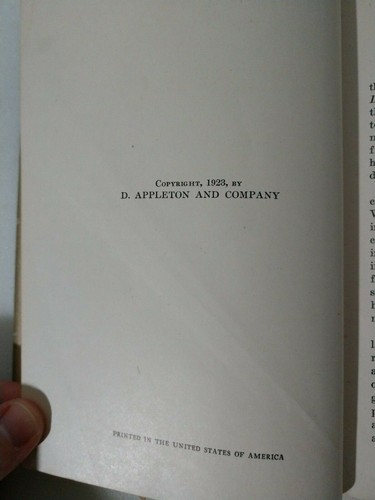 Copyright, 1923, by
D. APPLETON AND COMPANY
PRINTED IN THE UNITED STATES OF AMERICA